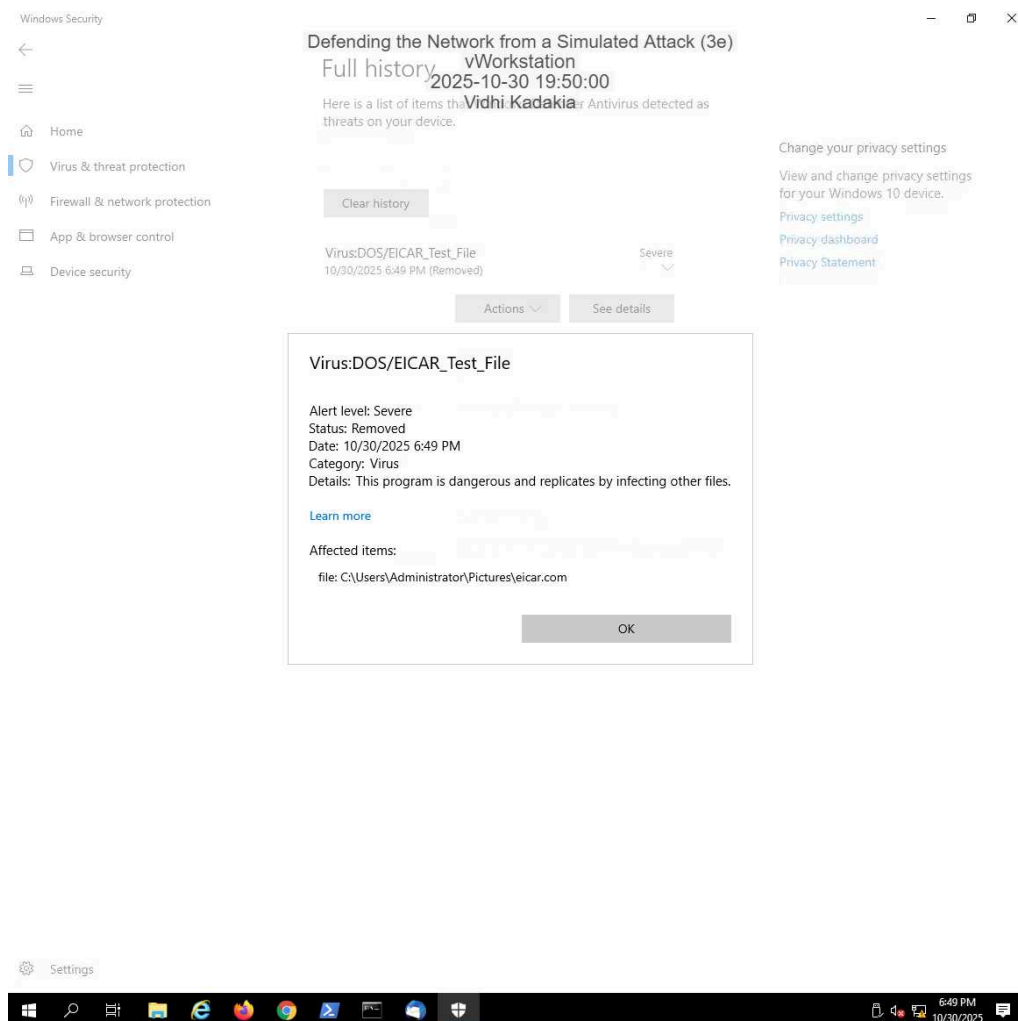 Windows Security
Defending the Network from a Simulated Attack (3e)
vWorkstation
Full history
2025-10-30 19:50:00
Vidhi Kadakia
Here is a list of items that er Antivirus detected as
threats on your device.
Home
Virus & threat protection
Firewall & network protection
App & browser control
Device security
Clear history
Virus:DOS/EICAR_Test_File
Severe
10/30/2025 6:49 PM (Removed)
Actions
See details
Change your privacy settings
View and change privacy settings
for your Windows 10 device.
Privacy settings
Privacy dashboard
Privacy Statement
Virus:DOS/EICAR_Test_File
Alert level: Severe
Status: Removed
Date: 10/30/2025 6:49 PM
Category: Virus
Details: This program is dangerous and replicates by infecting other files.
Learn more
Affected items:
file: C:\Users\Administrator\Pictures\eicar.com
OK
Settings
6:49 PM
10/30/2025